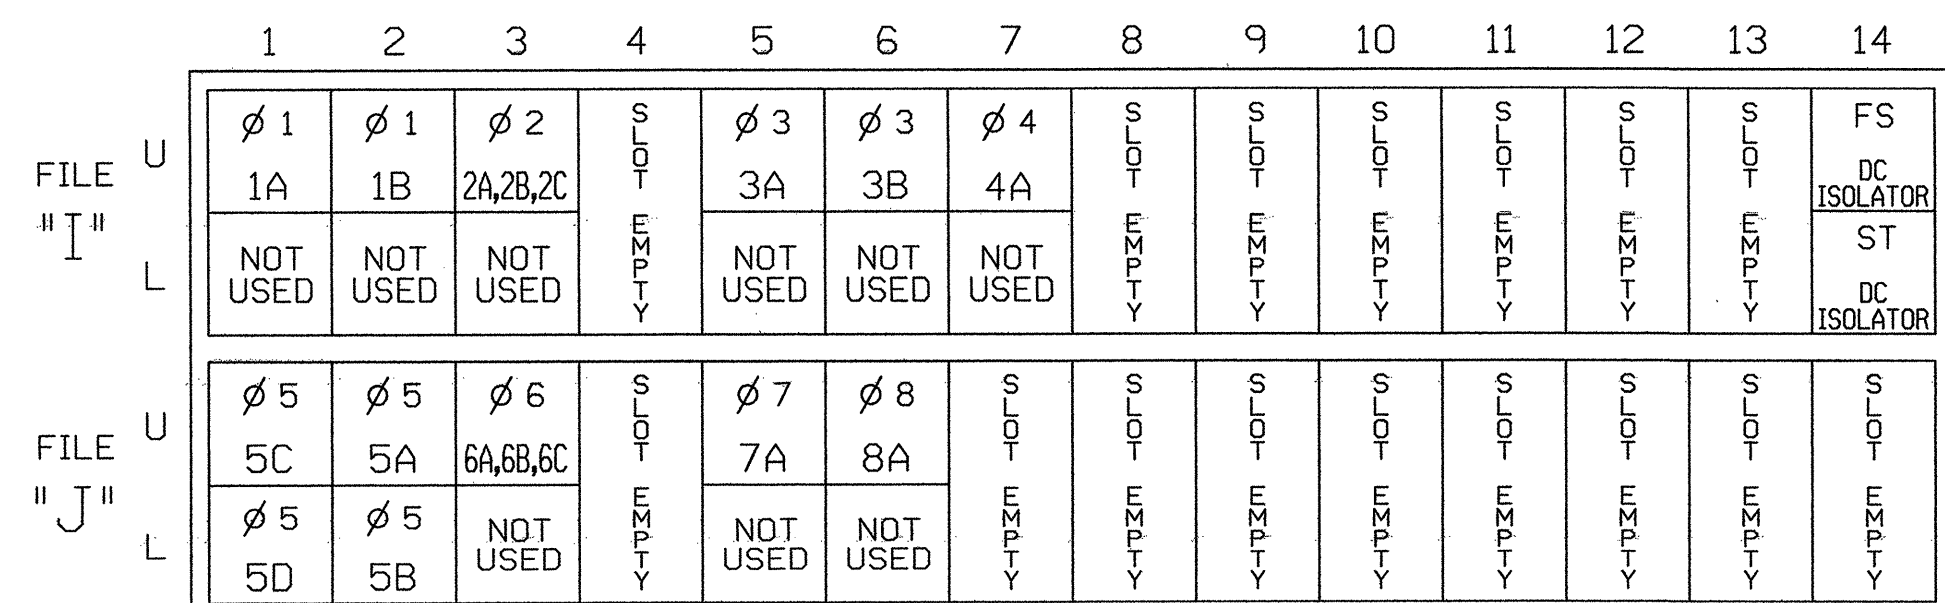 1 2 3 4 5 6 7 8 9 10 11 12 13 14
FILE "I"
U
L
Ø 1 Ø 1 Ø 2 SLOT EMPTY Ø 3 Ø 3 Ø 4 SLOT EMPTY SLOT EMPTY SLOT EMPTY SLOT EMPTY SLOT EMPTY SLOT EMPTY FS
1A 1B 2A,2B,2C 3A 3B 4A DC ISOLATOR
NOT USED NOT USED NOT USED NOT USED NOT USED NOT USED ST DC ISOLATOR
FILE "J"
U
L
Ø 5 Ø 5 Ø 6 SLOT EMPTY Ø 7 Ø 8 SLOT EMPTY SLOT EMPTY SLOT EMPTY SLOT EMPTY SLOT EMPTY SLOT EMPTY SLOT EMPTY SLOT EMPTY
5C 5A 6A,6B,6C 7A 8A
Ø 5 Ø 5 NOT USED NOT USED NOT USED
5D 5B